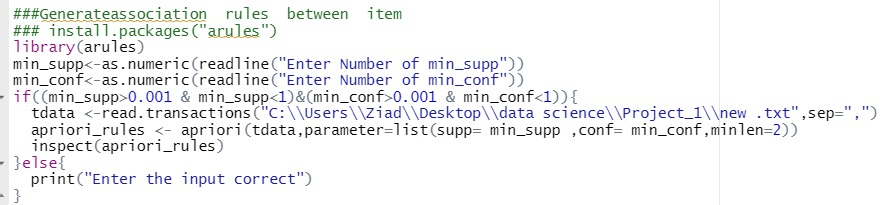 ###Generateassociation rules between item
### install.packages("arules")
library(arules)
min_supp<-as.numeric(readline("Enter Number of min_supp"))
min_conf<-as.numeric(readline("Enter Number of min_conf"))
if((min_supp>0.001 & min_supp<1)&(min_conf>0.001 & min_conf<1)){
tdata <-read.transactions("C:\\Users\\Ziad\\Desktop\\data science\\Project_1\\new .txt",sep=",")
apriori_rules <- apriori(tdata,parameter=list(supp= min_supp ,conf= min_conf,minlen=2))
inspect(apriori_rules)
}else{
print("Enter the input correct")
}